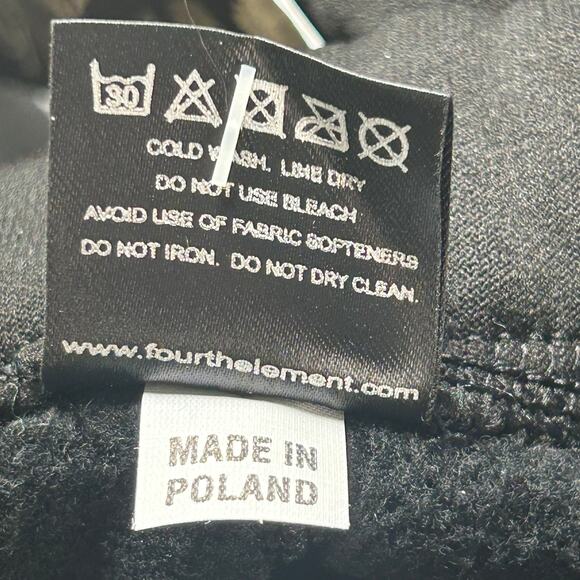 30
COLD WASH. LINE DRY
DO NOT USE BLEACH
AVOID USE OF FABRIC SOFTENERS
DO NOT IRON. DO NOT DRY CLEAN.
www.fourthelement.com
MADE IN
POLAND